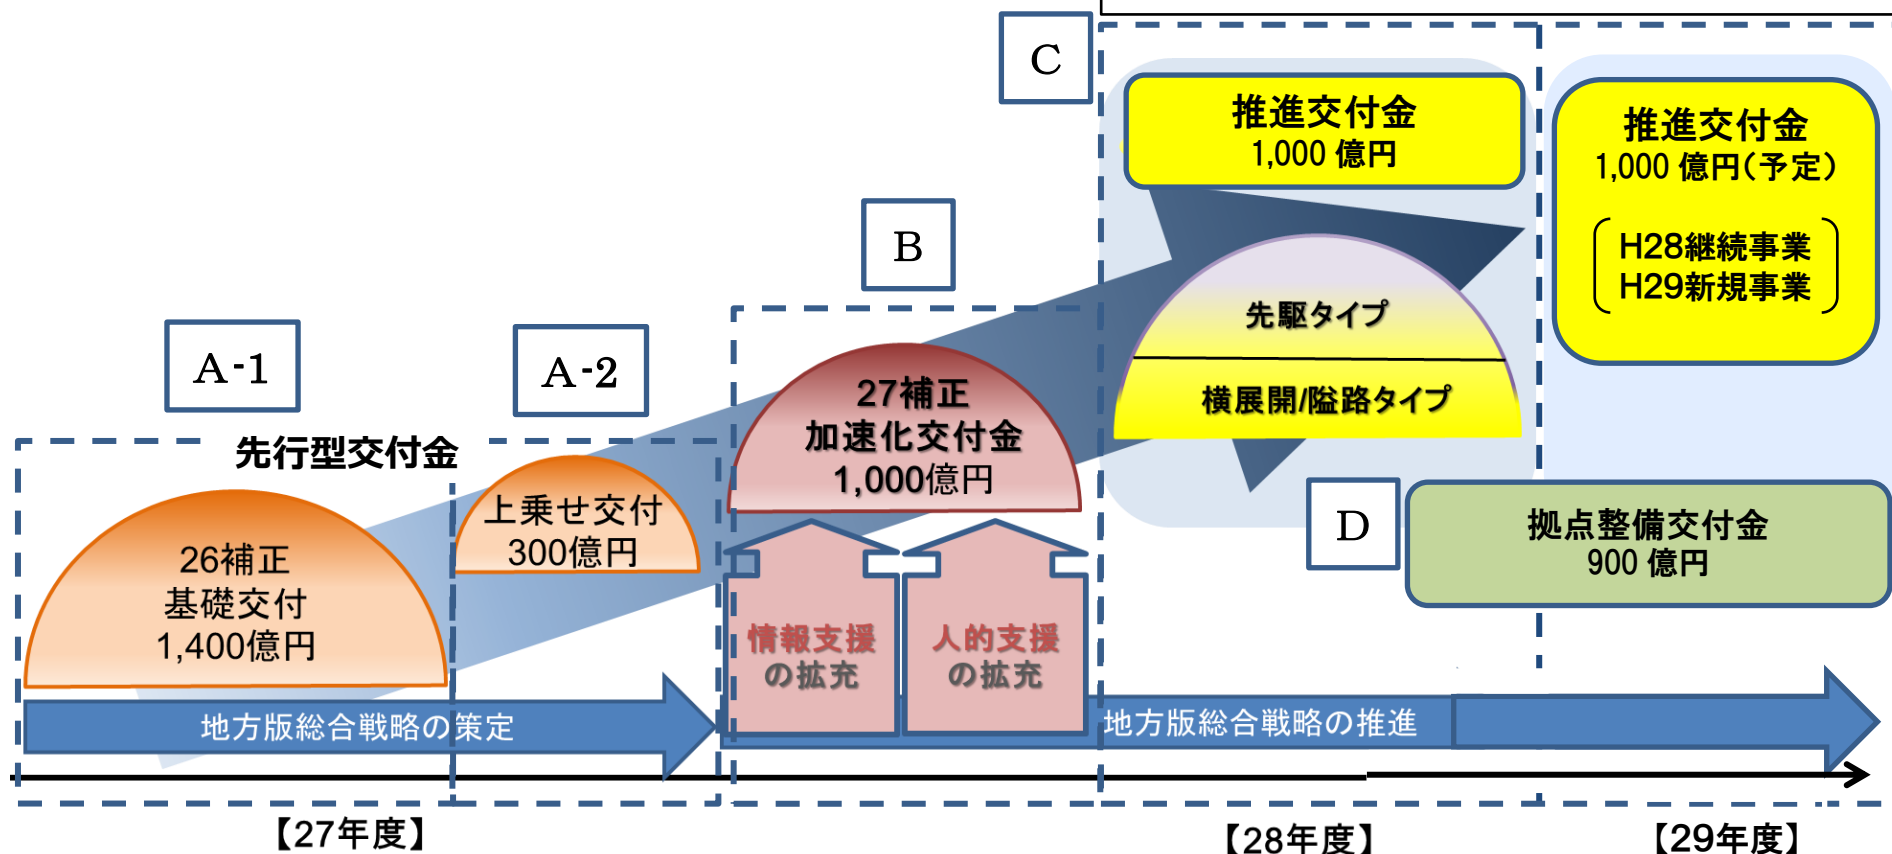 C
推進交付金
1,000 億円
推進交付金
1,000 億円(予定)
H28継続事業
H29新規事業
B
先駆タイプ
横展開/隘路タイプ
A-1
A-2
27補正
加速化交付金
1,000億円
先行型交付金
上乗せ交付
300億円
26補正
基礎交付
1,400億円
D
拠点整備交付金
900 億円
情報支援
の拡充
人的支援
の拡充
地方版総合戦略の策定
地方版総合戦略の推進
【27年度】
【28年度】
【29年度】